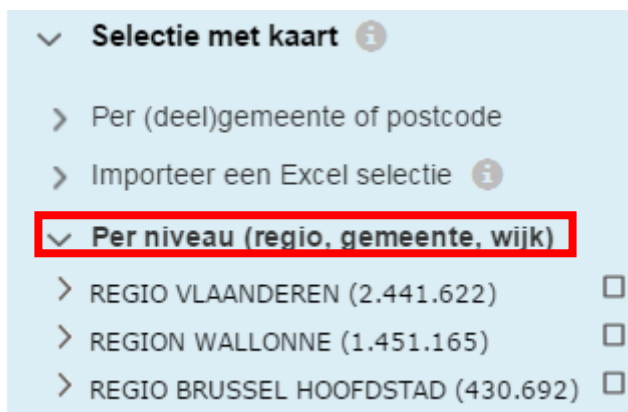 Selectie met kaart
Per (deel)gemeente of postcode
Importeer een Excel selectie
Per niveau (regio, gemeente, wijk)
REGIO VLAANDEREN (2.441.622)
REGION WALLONNE (1.451.165)
REGIO BRUSSEL HOOFDSTAD (430.692)